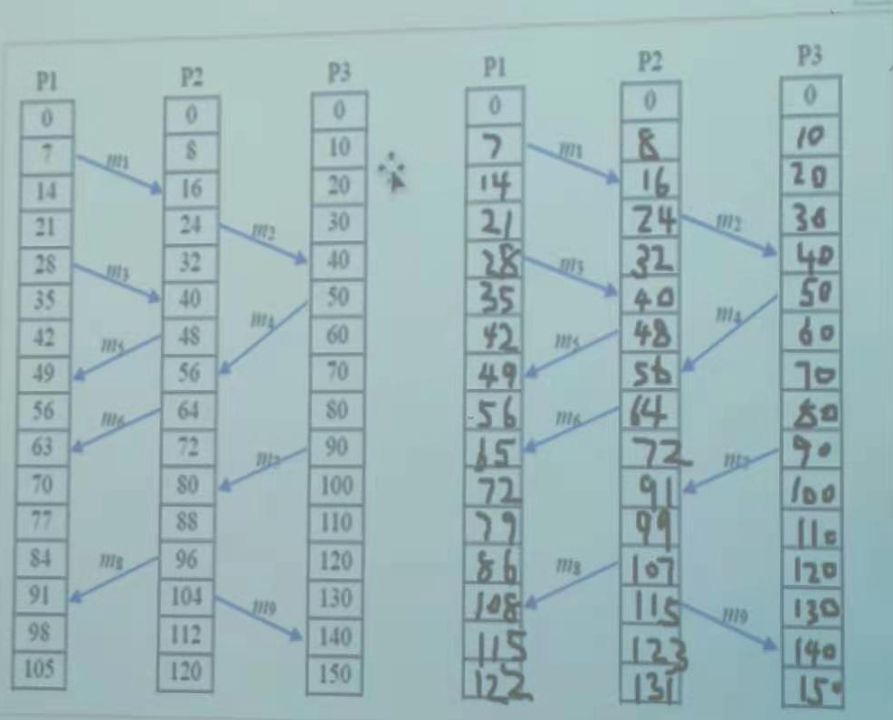 P1 P2 P3 P1 P2 P3
0 0 0 0 0 0
7 m1 8 10 7 m1 8 10
14 16 20 14 16 20
21 24 m2 30 21 24 m2 30
28 m3 32 40 28 m3 32 40
35 40 50 35 40 50
42 m5 48 m4 60 42 m5 48 m4 60
49 56 70 49 56 70
56 m6 64 80 56 m6 64 80
63 72 m7 90 65 72 m7 90
70 80 100 72 91 100
77 88 110 79 99 110
84 m8 96 120 86 m8 107 120
91 104 m9 130 108 115 m9 130
98 112 140 115 123 140
105 120 150 122 131 150